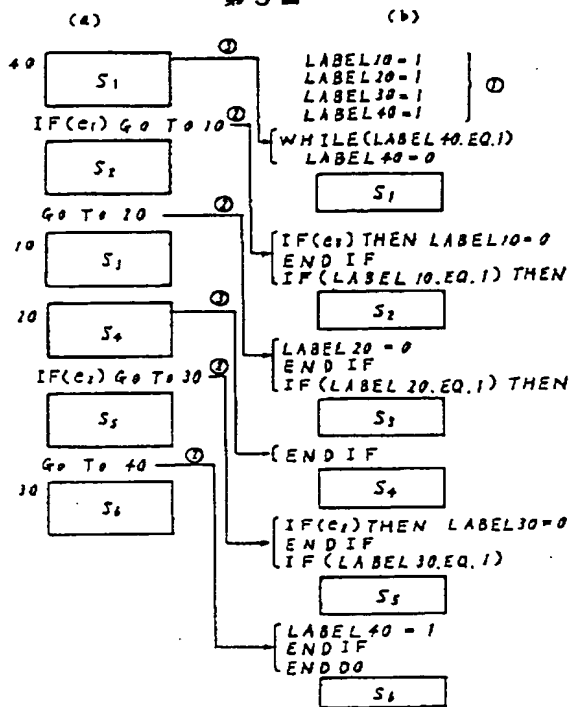 (a)
40
S1
IF(e1) GO TO 10
S2
GO TO 20
10
S3
20
S4
IF(e2) GO TO 30
S5
GO TO 40
30
S6
③
②
②
③
②
②
(b)
LABEL10=1
LABEL20=1
LABEL30=1
LABEL40=1
①
WHILE(LABEL40.EQ.1)
LABEL40=0
S1
IF(e2) THEN LABEL10=0
END IF
IF(LABEL10.EQ.1) THEN
S2
LABEL20=0
END IF
IF(LABEL20.EQ.1) THEN
S3
END IF
S4
IF(e2) THEN LABEL30=0
END IF
IF(LABEL30.EQ.1)
S5
LABEL40=1
END IF
END DO
S6